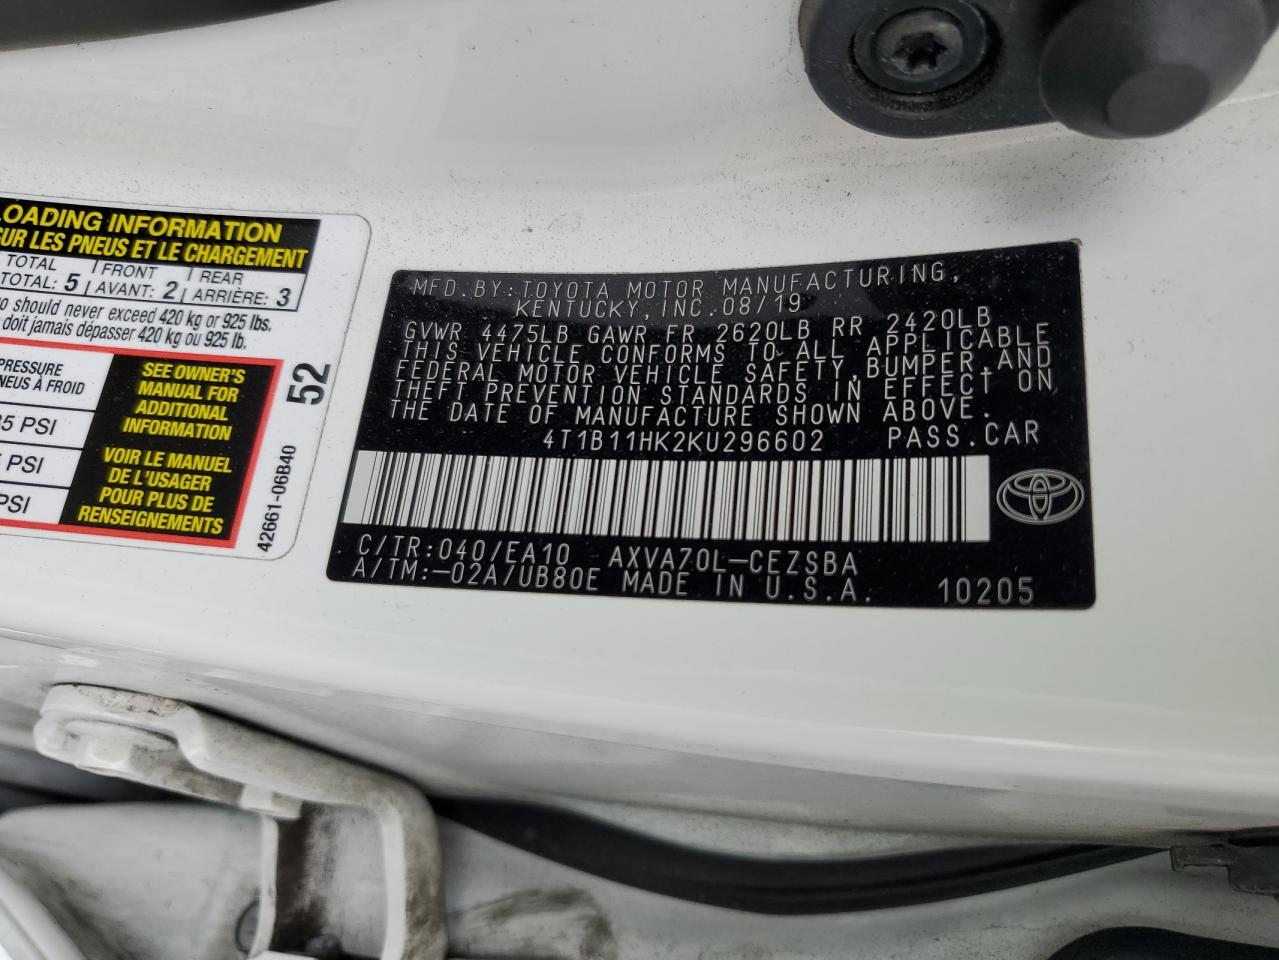 LOADING INFORMATION
SUR LES PNEUS ET LE CHARGEMENT
TOTAL FRONT REAR
TOTAL: 5 AVANT: 2 ARRIÈRE: 3
should never exceed 420 kg or 925 lbs.
doit jamais dépasser 420 kg ou 925 lb.
PRESSURE
PNEUS À FROID
35 PSI
PSI
PSI
SEE OWNER'S
MANUAL FOR
ADDITIONAL
INFORMATION
VOIR LE MANUEL
DE L'USAGER
POUR PLUS DE
RENSEIGNEMENTS
52
42661-06B40
MFD.BY:TOYOTA MOTOR MANUFACTURING,
KENTUCKY,INC.08/19
GVWR 4475LB GAWR FR 2620LB RR 2420LB
THIS VEHICLE CONFORMS TO ALL APPLICABLE
FEDERAL MOTOR VEHICLE SAFETY,BUMPER,AND
THEFT PREVENTION STANDARDS IN EFFECT ON
THE DATE OF MANUFACTURE SHOWN ABOVE.
4T1B11HK2KU296602 PASS.CAR
C/TR:040/EA10 AXVA70L-CEZSBA
A/TM:-02A/UB80E MADE IN U.S.A. 10205